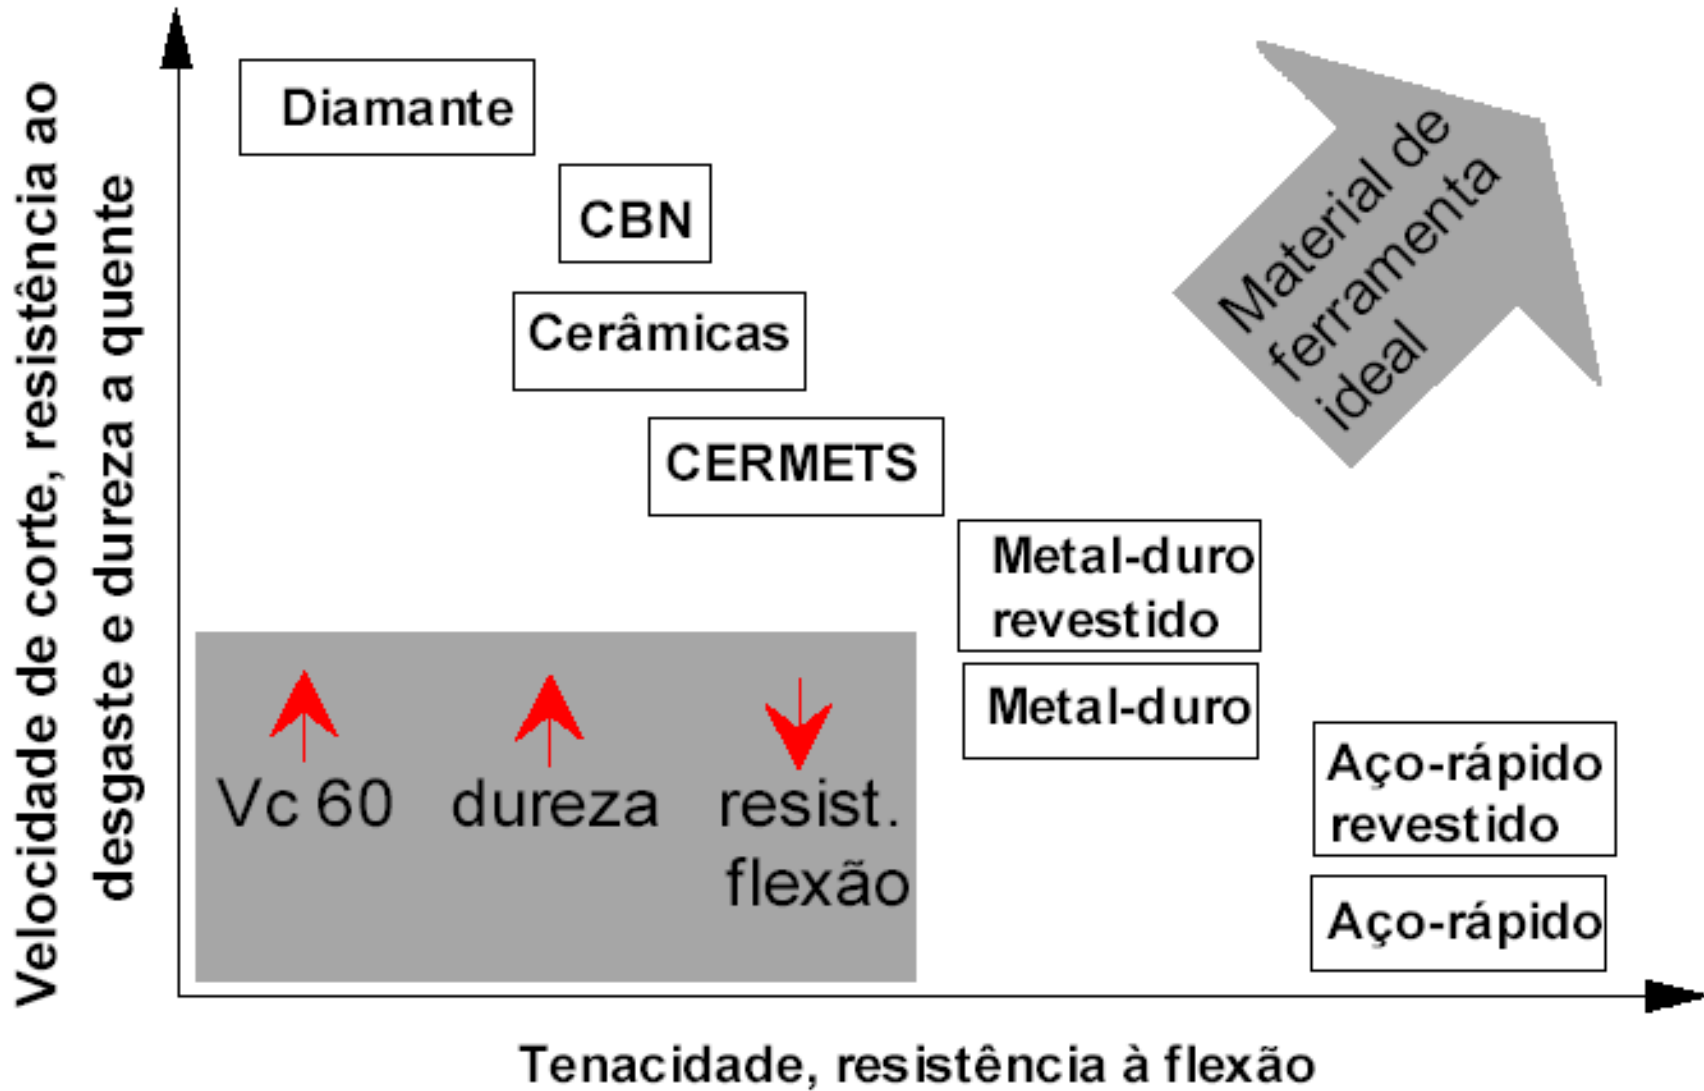 Velocidade de corte, resistência ao
desgaste e dureza a quente
Diamante
CBN
Cerâmicas
CERMETS
Metal-duro
revestido
Metal-duro
Aço-rápido
revestido
Aço-rápido
Material de
ferramenta
ideal
Vc 60
dureza
resist.
flexão
Tenacidade, resistência à flexão